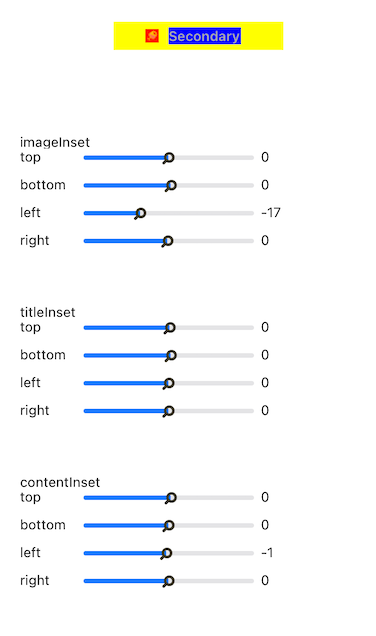 Secondary
imageInset
top 0
bottom 0
left -17
right 0
titleInset
top 0
bottom 0
left 0
right 0
contentInset
top 0
bottom 0
left -1
right 0